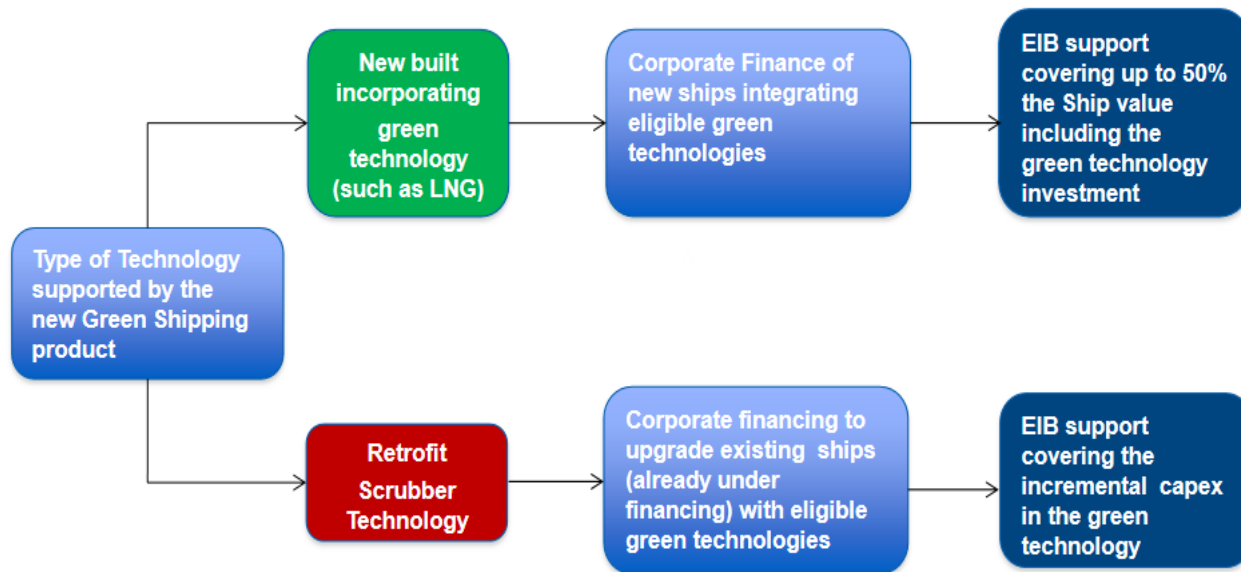 New built
incorporating
green
technology
(such as LNG)
Corporate Finance of
new ships integrating
eligible green
technologies
EIB support
covering up to 50%
the Ship value
including the
green technology
investment
Type of Technology
supported by the
new Green Shipping
product
Retrofit
Scrubber
Technology
Corporate financing to
upgrade existing ships
(already under
financing) with eligible
green technologies
EIB support
covering the
incremental capex
in the green
technology